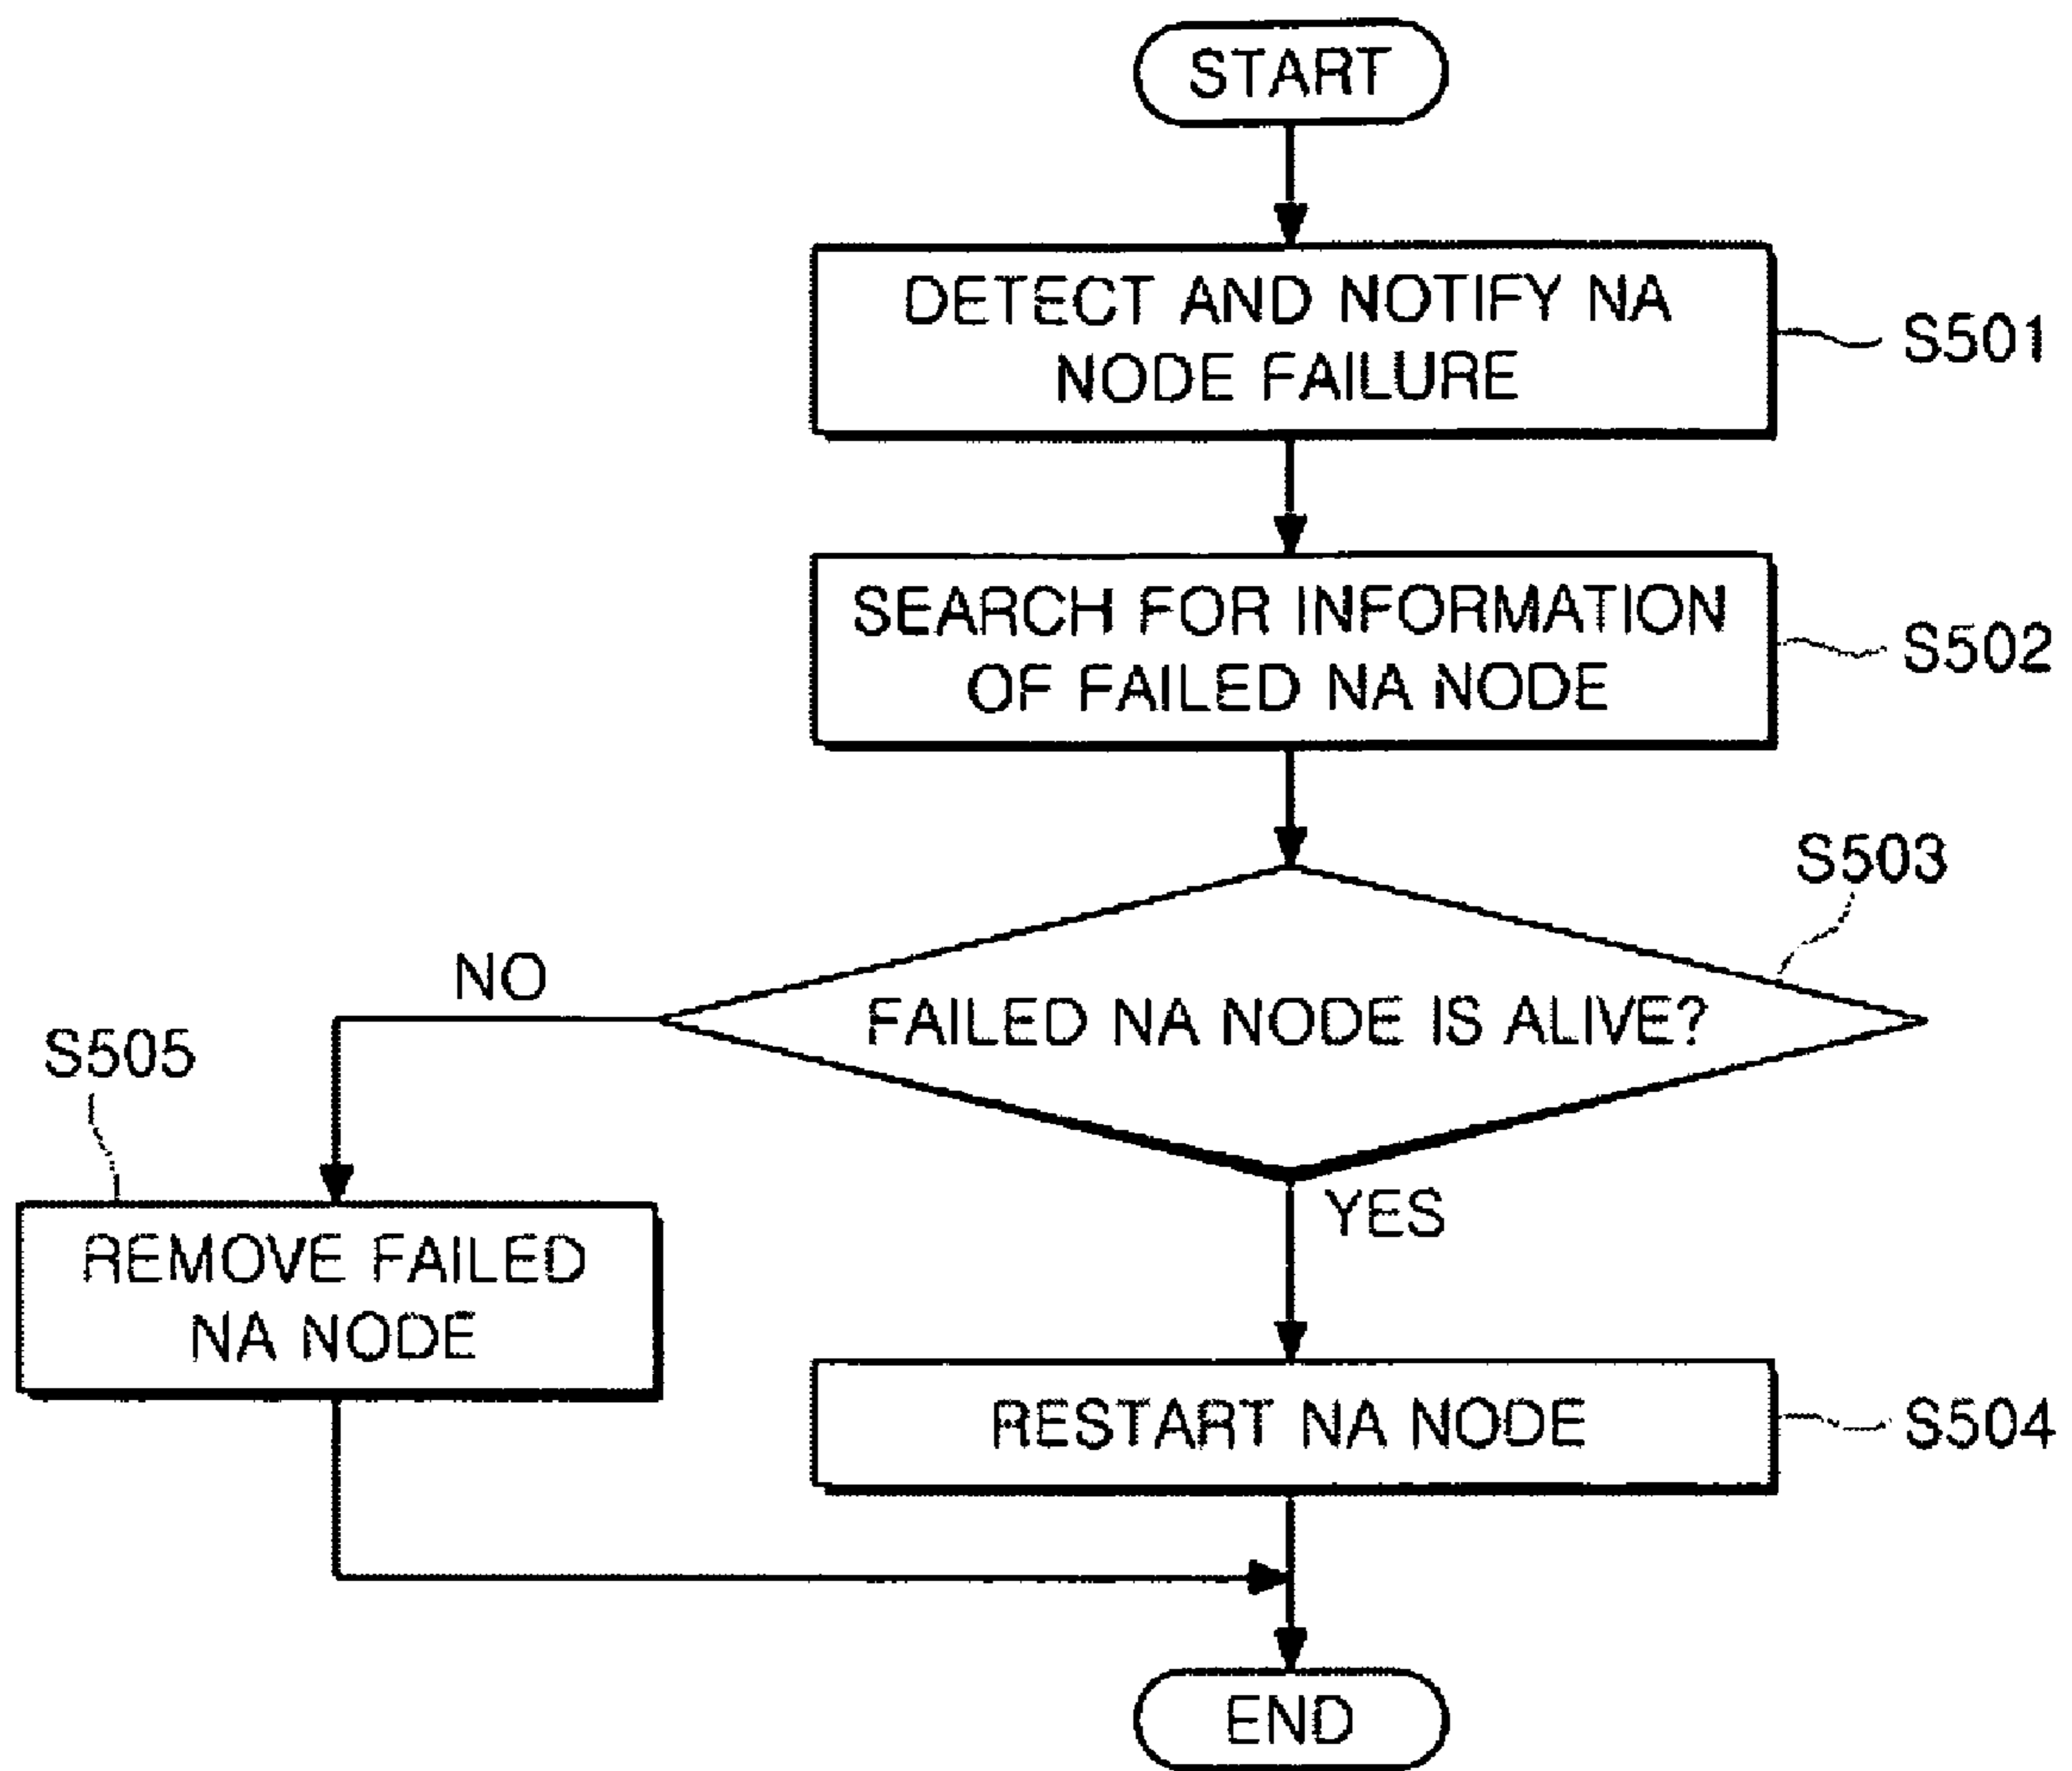 START
DETECT AND NOTIFY NA
NODE FAILURE
S501
SEARCH FOR INFORMATION
OF FAILED NA NODE
S502
S503
FAILED NA NODE IS ALIVE?
NO
YES
S505
REMOVE FAILED
NA NODE
RESTART NA NODE
S504
END